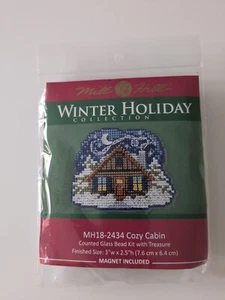 Mill Hill
WINTER HOLIDAY
COLLECTION
MH18-2434 Cozy Cabin
Counted Glass Bead Kit with Treasure
Finished Size: 3"w x 2.5"h (7.6 cm x 6.4 cm)
MAGNET INCLUDED